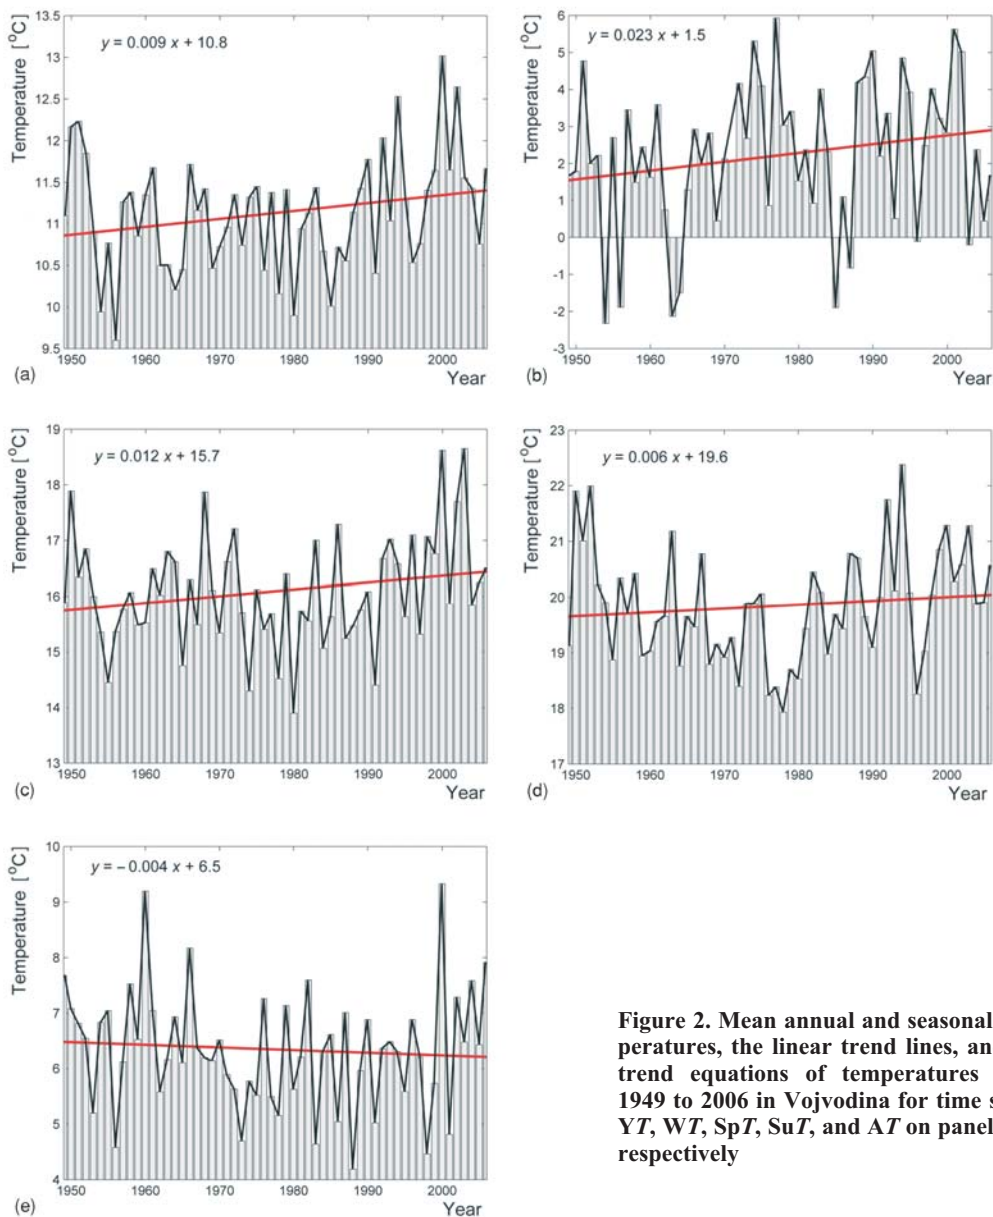 y = 0.009 x + 10.8
Temperature [°C]
13.5
13
12.5
12
11.5
11
10.5
10
9.5
1950 1960 1970 1980 1990 2000
(a)
Year
y = 0.023 x + 1.5
Temperature [°C]
6
5
4
3
2
1
0
-1
-2
-3
1950 1960 1970 1980 1990 2000
(b)
Year
y = 0.012 x + 15.7
Temperature [°C]
19
18
17
16
15
14
13
1950 1960 1970 1980 1990 2000
(c)
Year
y = 0.006 x + 19.6
Temperature [°C]
23
22
21
20
19
18
17
1950 1960 1970 1980 1990 2000
(d)
Year
y = – 0.004 x + 6.5
Temperature [°C]
10
9
8
7
6
5
4
1950 1960 1970 1980 1990 2000
(e)
Year
Figure 2. Mean annual and seasonal
peratures, the linear trend lines, an
trend equations of temperatures
1949 to 2006 in Vojvodina for time s
YT, WT, SpT, SuT, and AT on panel
respectively